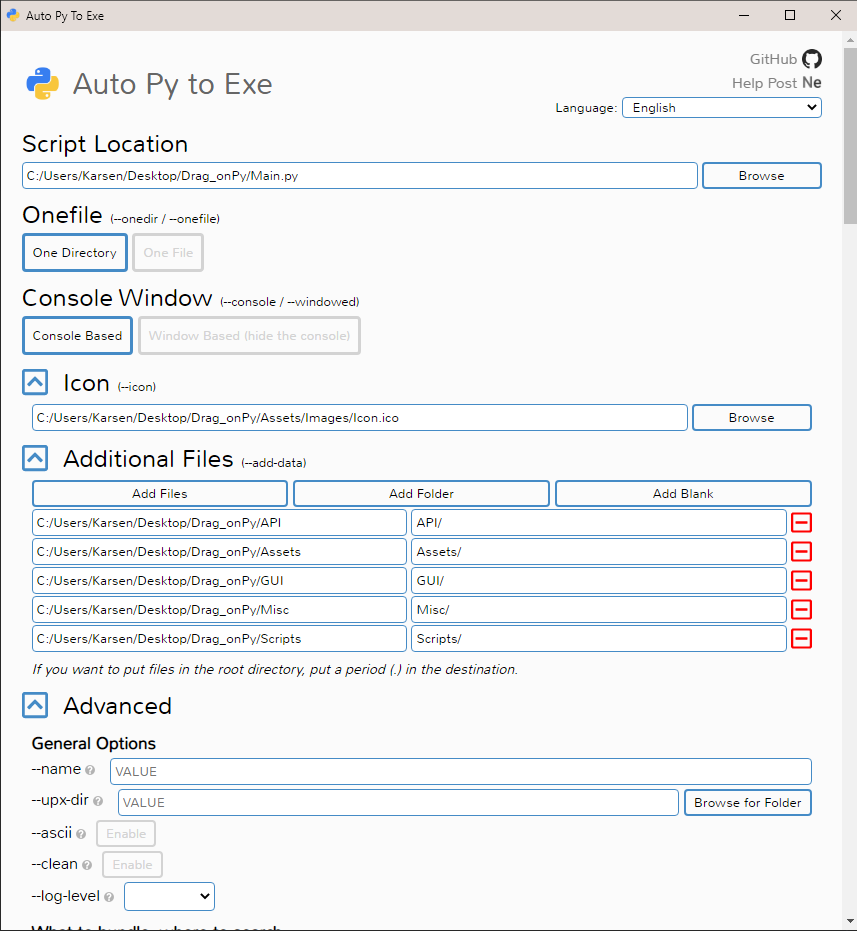 Auto Py To Exe
GitHub
Help Post Ne
Auto Py to Exe
Language: English
Script Location
C:/Users/Karsen/Desktop/Drag_onPy/Main.py Browse
Onefile (--onedir / --onefile)
One Directory One File
Console Window (--console / --windowed)
Console Based Window Based (hide the console)
Icon (--icon)
C:/Users/Karsen/Desktop/Drag_onPy/Assets/Images/Icon.ico Browse
Additional Files (--add-data)
Add Files Add Folder Add Blank
C:/Users/Karsen/Desktop/Drag_onPy/API API/
C:/Users/Karsen/Desktop/Drag_onPy/Assets Assets/
C:/Users/Karsen/Desktop/Drag_onPy/GUI GUI/
C:/Users/Karsen/Desktop/Drag_onPy/Misc Misc/
C:/Users/Karsen/Desktop/Drag_onPy/Scripts Scripts/
If you want to put files in the root directory, put a period (.) in the destination.
Advanced
General Options
--name ? VALUE
--upx-dir ? VALUE Browse for Folder
--ascii ? Enable
--clean ? Enable
--log-level ?
What to bundle, where to search